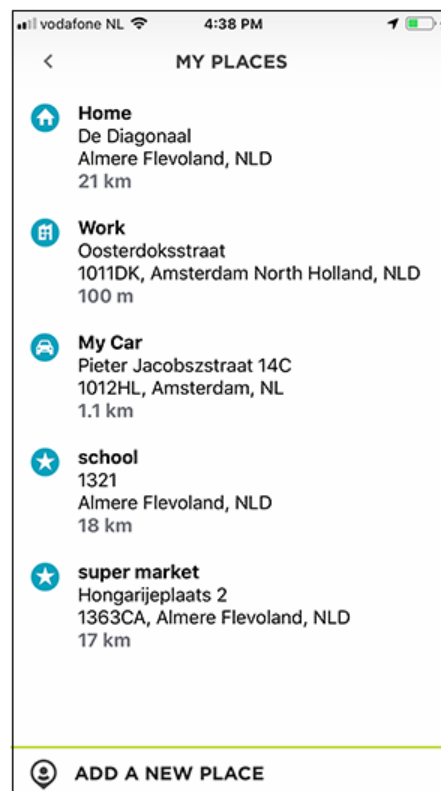 vodafone NL 4:38 PM
MY PLACES
Home
De Diagonaal
Almere Flevoland, NLD
21 km
Work
Oosterdoksstraat
1011DK, Amsterdam North Holland, NLD
100 m
My Car
Pieter Jacobszstraat 14C
1012HL, Amsterdam, NL
1.1 km
school
1321
Almere Flevoland, NLD
18 km
super market
Hongarijeplaats 2
1363CA, Almere Flevoland, NLD
17 km
ADD A NEW PLACE